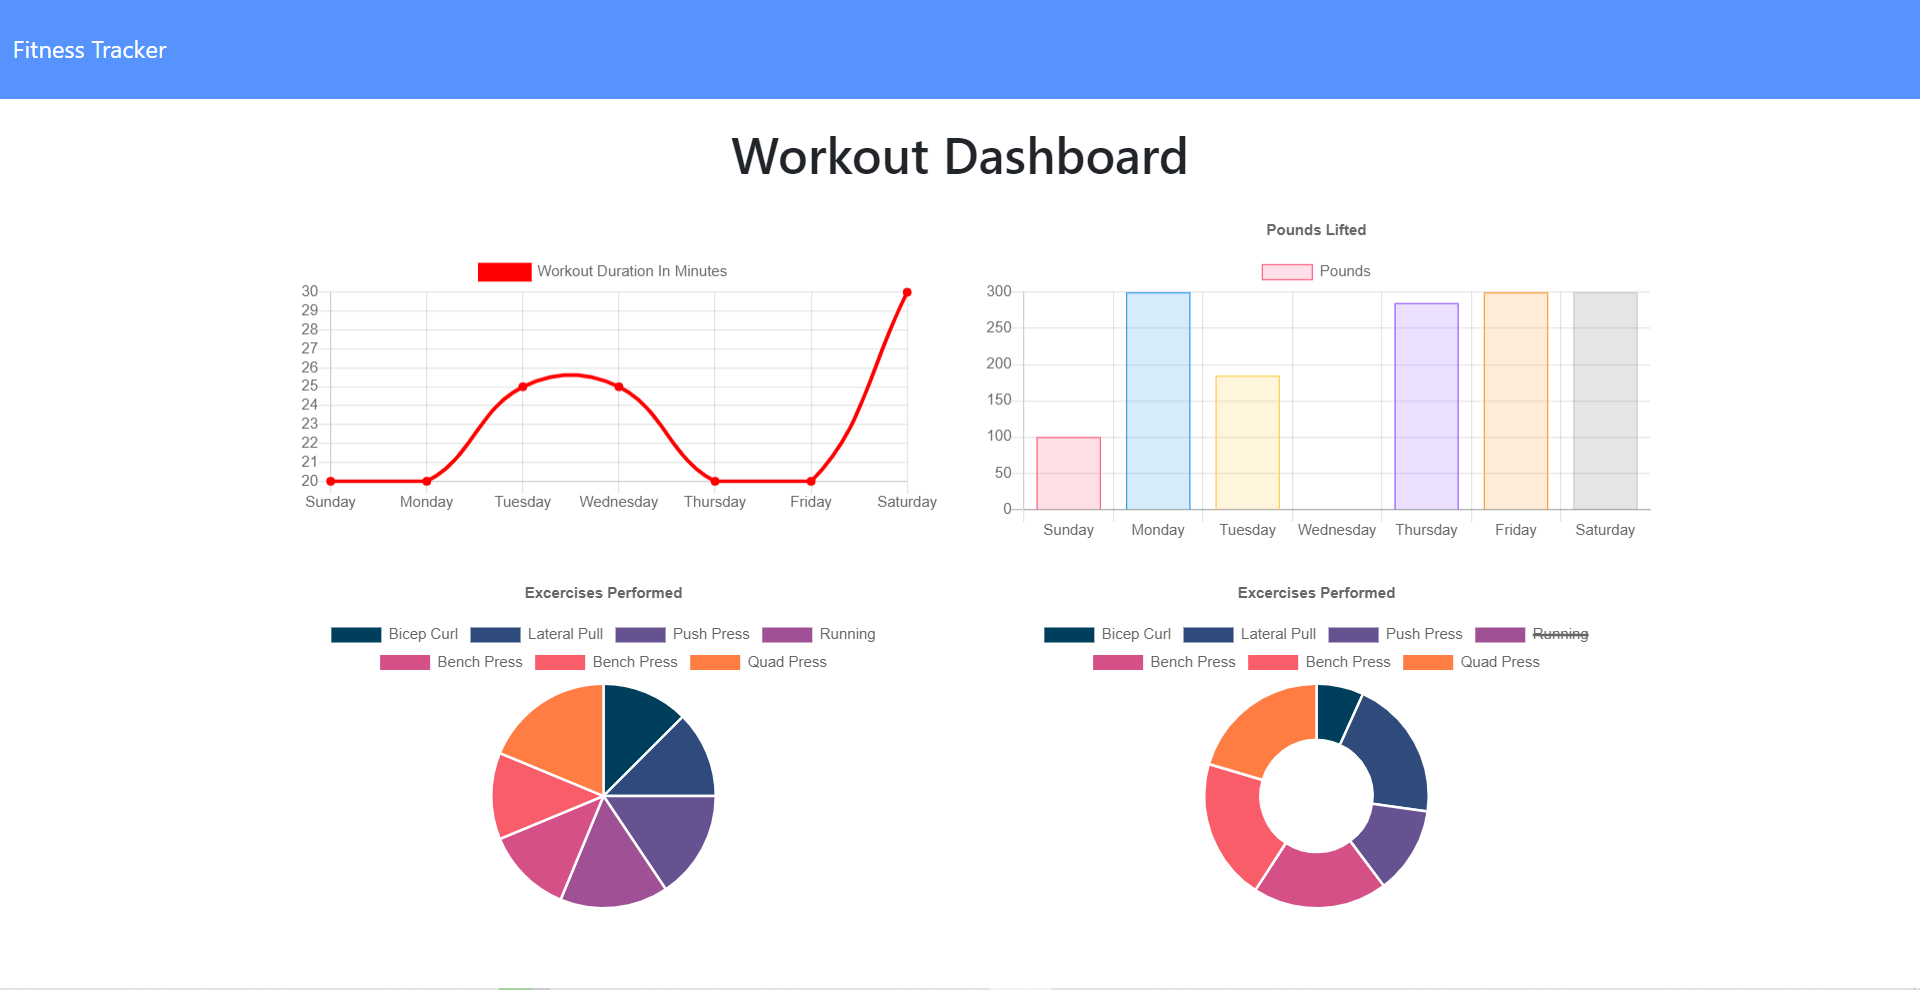 Fitness Tracker
Workout Dashboard
Workout Duration In Minutes
30
29
28
27
26
25
24
23
22
21
20
Sunday Monday Tuesday Wednesday Thursday Friday Saturday
Pounds Lifted
Pounds
300
250
200
150
100
50
0
Sunday Monday Tuesday Wednesday Thursday Friday Saturday
Excercises Performed
Bicep Curl Lateral Pull Push Press Running
Bench Press Bench Press Quad Press
Excercises Performed
Bicep Curl Lateral Pull Push Press Running
Bench Press Bench Press Quad Press